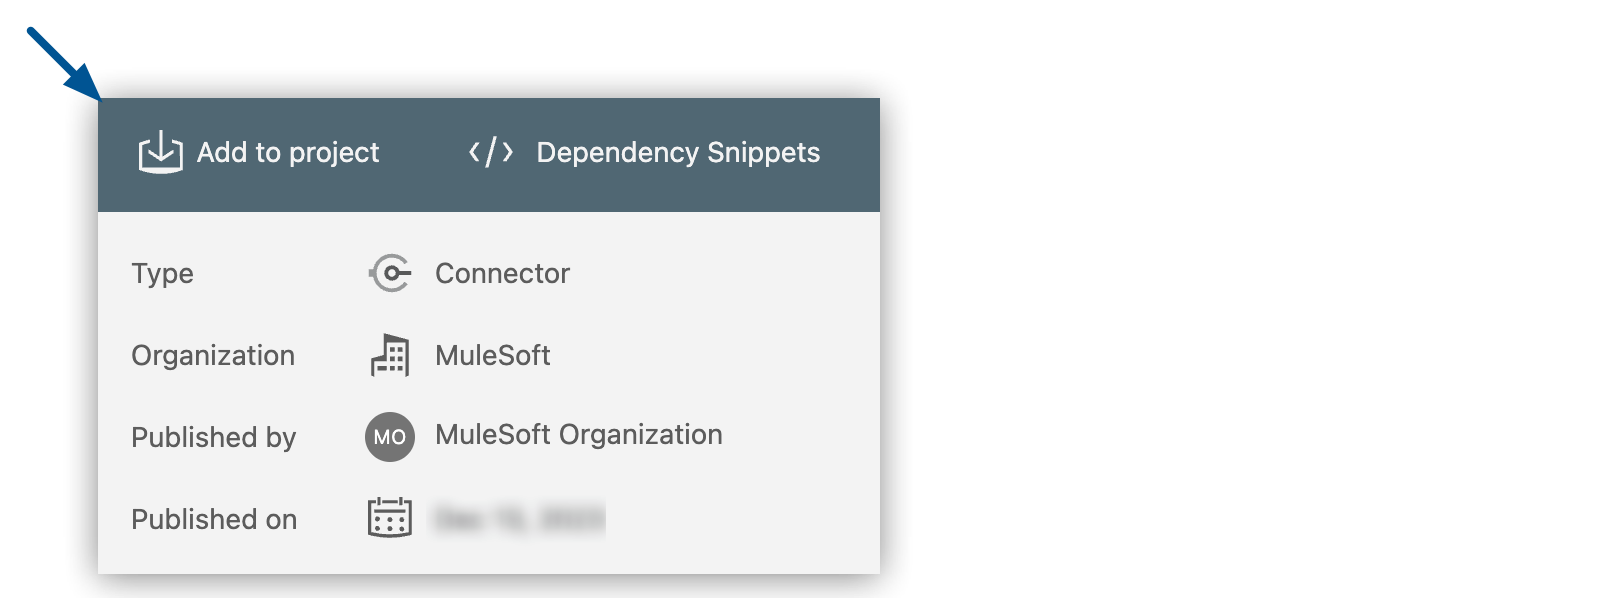 Add to project </> Dependency Snippets
Type Connector
Organization MuleSoft
Published by MO MuleSoft Organization
Published on